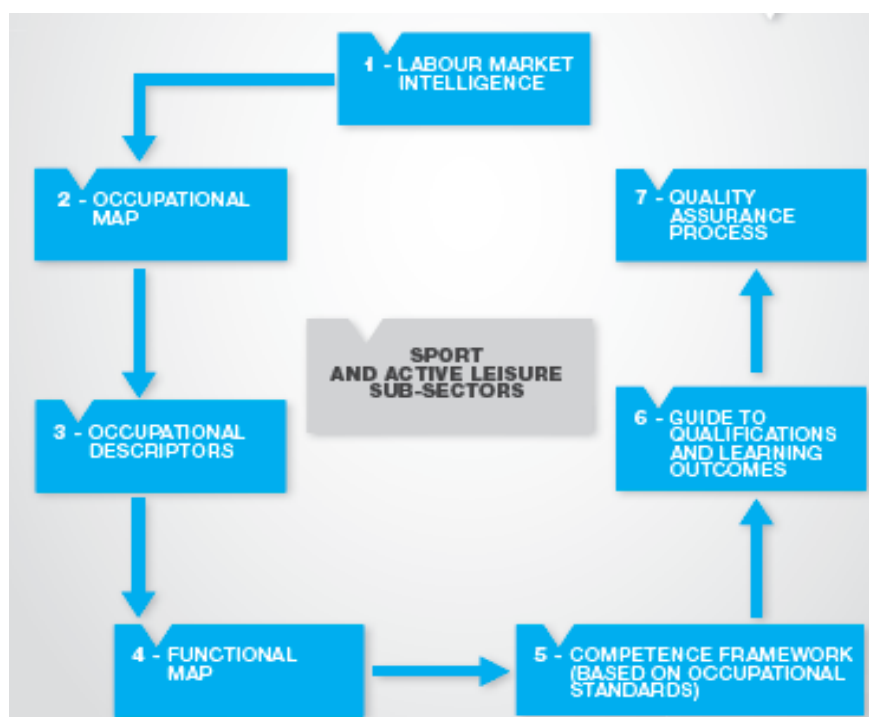 1 - LABOUR MARKET
INTELLIGENCE
2 - OCCUPATIONAL
MAP
3 - OCCUPATIONAL
DESCRIPTORS
4 - FUNCTIONAL
MAP
5 - COMPETENCE FRAMEWORK
(BASED ON OCCUPATIONAL
STANDARDS)
6 - GUIDE TO
QUALIFICATIONS
AND LEARNING
OUTCOMES
7 - QUALITY
ASSURANCE
PROCESS
SPORT
AND ACTIVE LEISURE
SUB-SECTORS